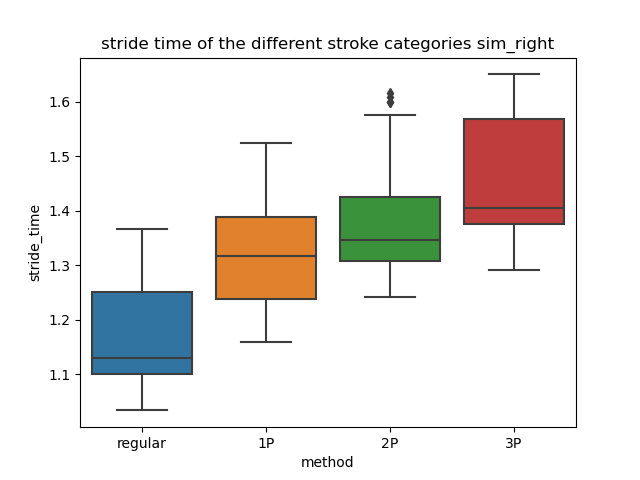 stride time of the different stroke categories sim_right
1.6
1.5
1.4
1.3
1.2
1.1
stride_time
regular 1P 2P 3P
method